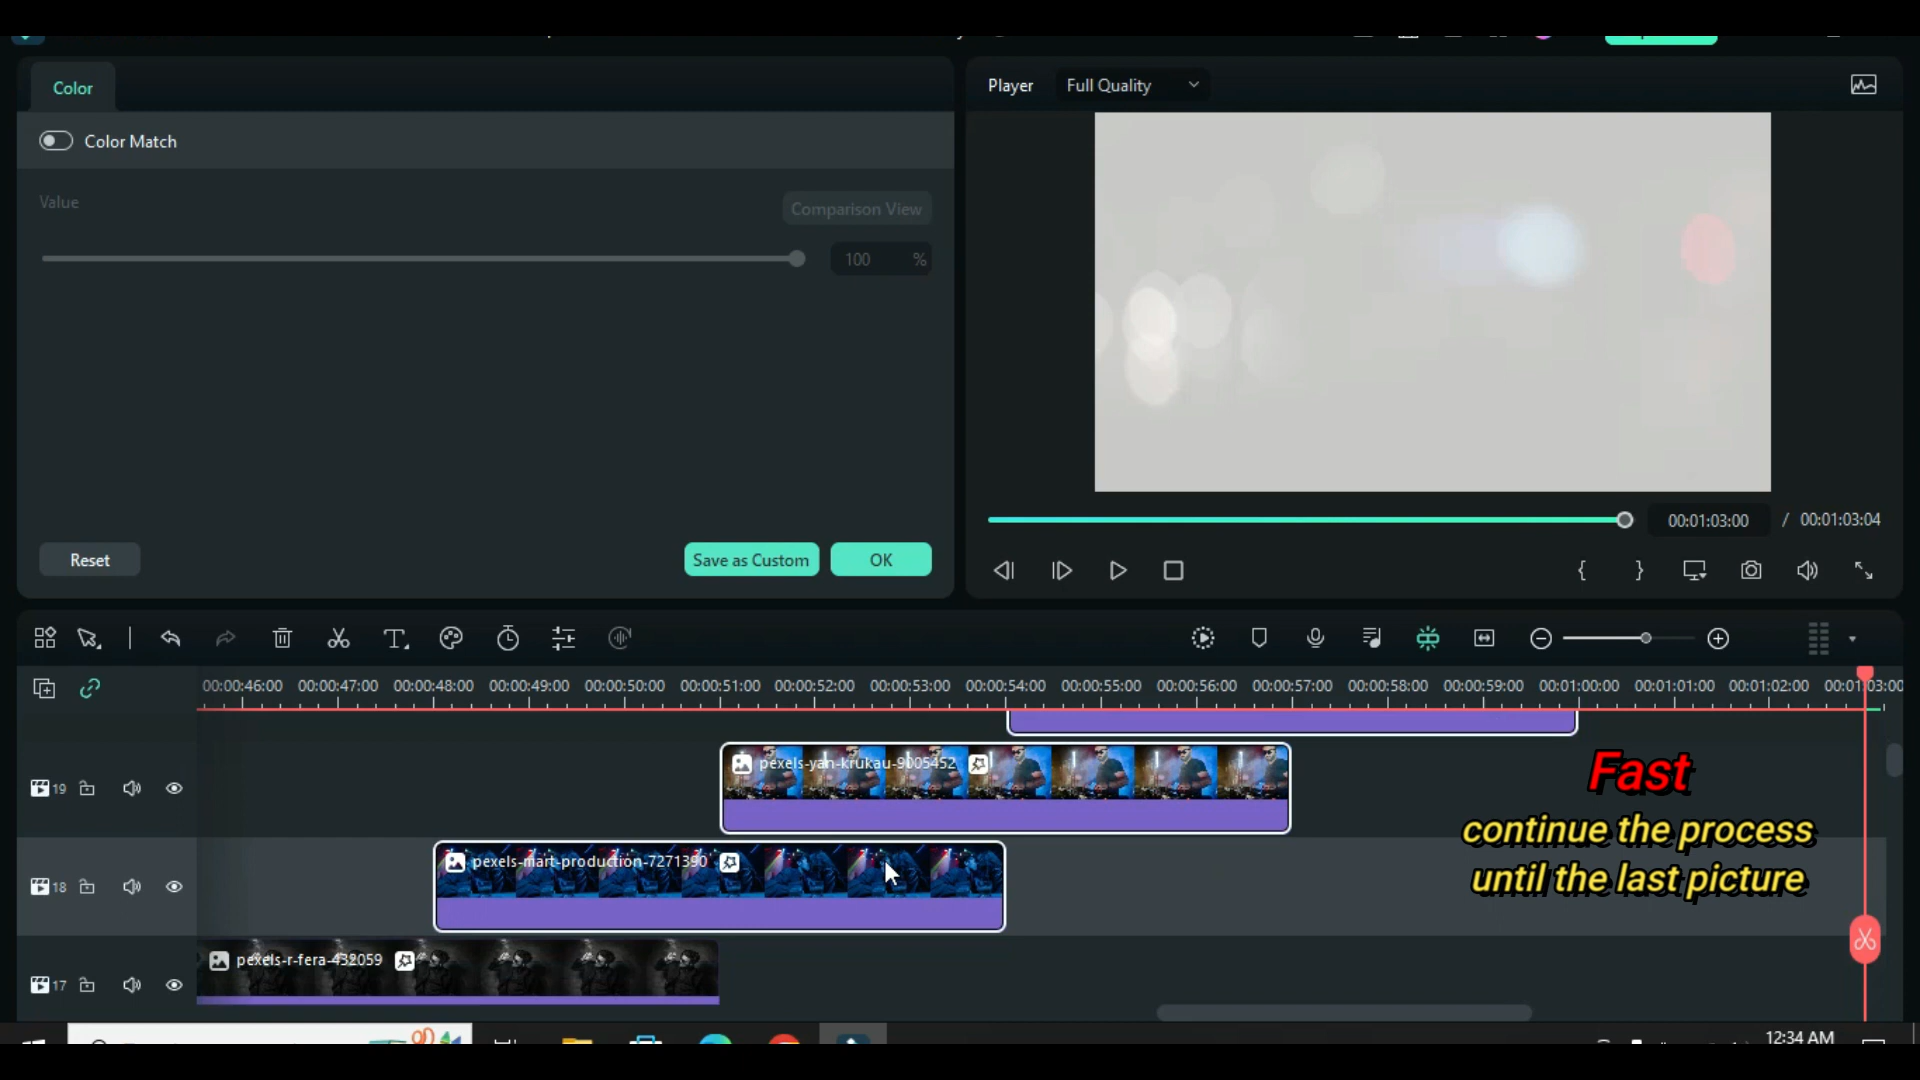 Color
Player
Full Quality
Color Match
Value
Comparison View
100
%
Reset
Save as Custom
OK
00:01:03:00
/
00:01:03:04
00:00:46:00
00:00:47:00
00:00:48:00
00:00:49:00
00:00:50:00
00:00:51:00
00:00:52:00
00:00:53:00
00:00:54:00
00:00:55:00
00:00:56:00
00:00:57:00
00:00:58:00
00:00:59:00
00:01:00:00
00:01:01:00
00:01:02:00
00:01:03:00
19
pexels-yan-krukau-9005452
Fast
continue the process
until the last picture
18
pexels-mart-production-7271390
17
pexels-r-fera-432059
12:34 AM